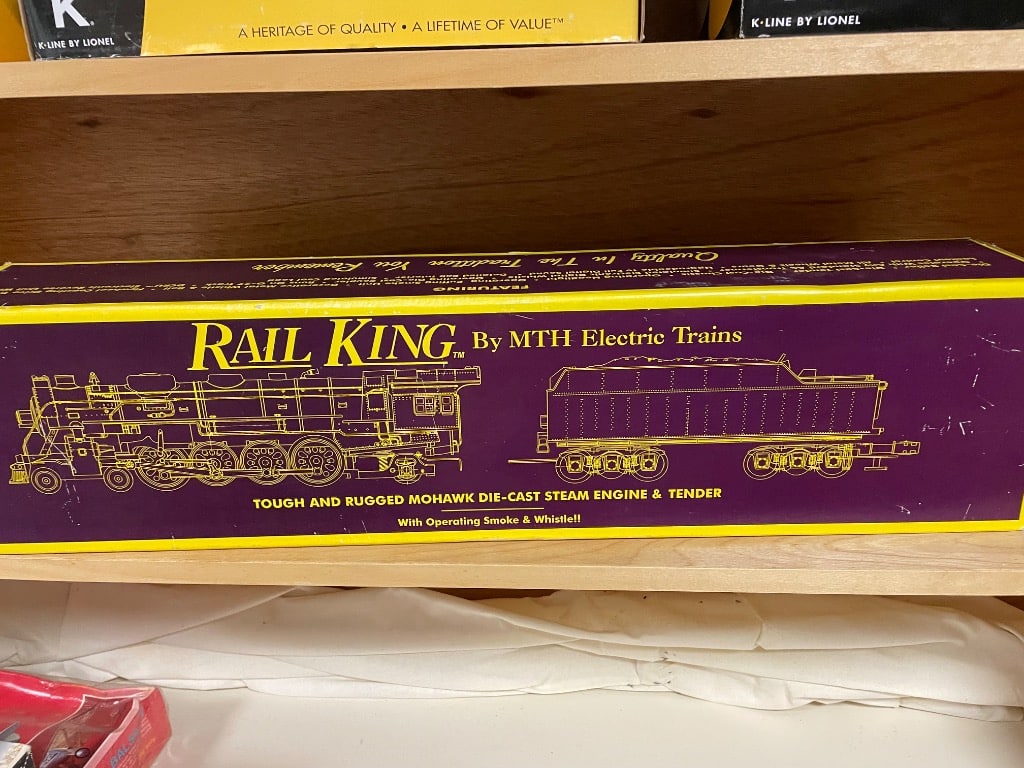 K.
K•LINE BY LIONEL
A HERITAGE OF QUALITY • A LIFETIME OF VALUE™
K•LINE BY LIONEL
Quality In The Tradition You Remember
FEATURING
RAIL KING™ By MTH Electric Trains
TOUGH AND RUGGED MOHAWK DIE-CAST STEAM ENGINE & TENDER
With Operating Smoke & Whistle!!